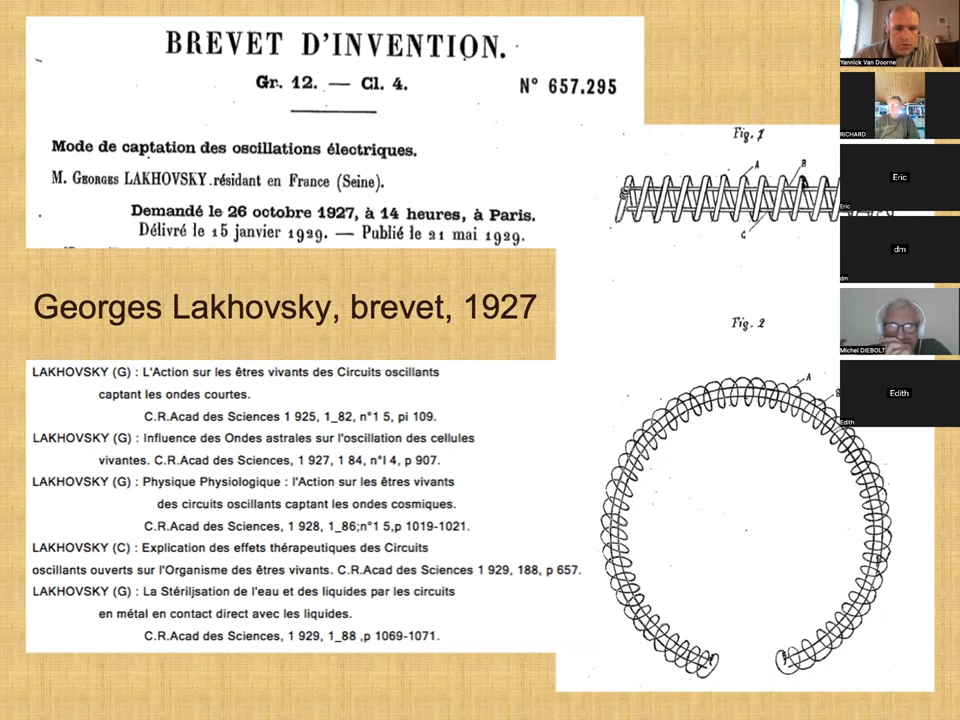 BREVET D'INVENTION.
Gr. 12. — Cl. 4.
N° 657.295
Mode de captation des oscillations électriques.
M. GEORGES LAKHOVSKY résidant en France (Seine).
Demandé le 26 octobre 1927, à 14 heures, à Paris.
Délivré le 15 janvier 1929. — Publié le 21 mai 1929.
Georges Lakhovsky, brevet, 1927
LAKHOVSKY (G) : L'Action sur les êtres vivants des Circuits oscillants
captant les ondes courtes.
C.R.Acad des Sciences 1 925, 1_82, n°1 5, pi 109.
LAKHOVSKY (G) : Influence des Ondes astrales sur l'oscillation des cellules
vivantes. C.R.Acad des Sciences, 1 927, 1 84, n°l 4, p 907.
LAKHOVSKY (G) : Physique Physiologique : l'Action sur les êtres vivants
des circuits oscillants captant les ondes cosmiques.
C.R.Acad des Sciences, 1 928, 1_86;n°1 5,p 1019-1021.
LAKHOVSKY (C) : Explication des effets thérapeutiques des Circuits
oscillants ouverts sur l'Organisme des êtres vivants. C.R.Acad des Sciences 1 929, 188, p 657.
LAKHOVSKY (G) : La Stériljsation de l'eau et des liquides par les circuits
en métal en contact direct avec les liquides.
C.R.Acad des Sciences, 1 929, 1_88 ,p 1069-1071.
Fig. 1
A
B
C
Fig. 2
A
B
Yannick Van Doorne
RICHARD
Eric
Eric
dm
dm
Michel DIEBOLT
Edith
Edith